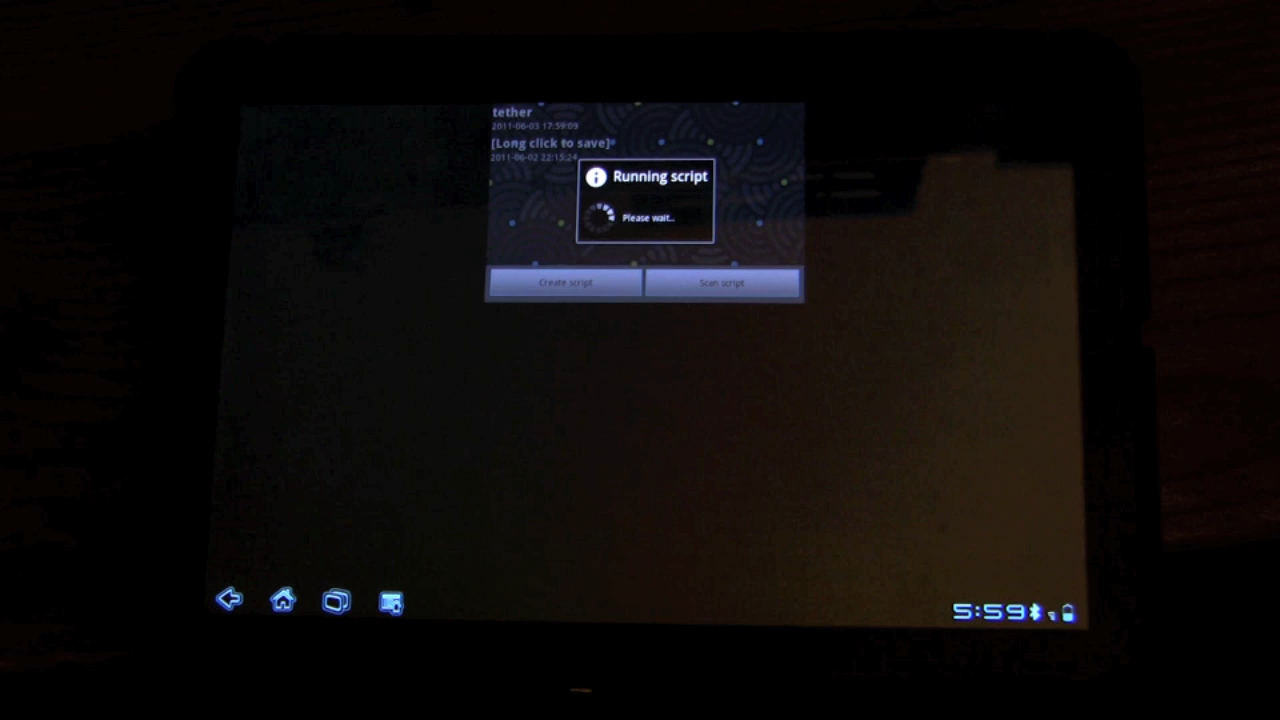 tether
2011-06-03 17:59:09
[Long click to save]
2011-06-02 22:15:24
Running script
Please wait..
Create script
Scan script
5:59